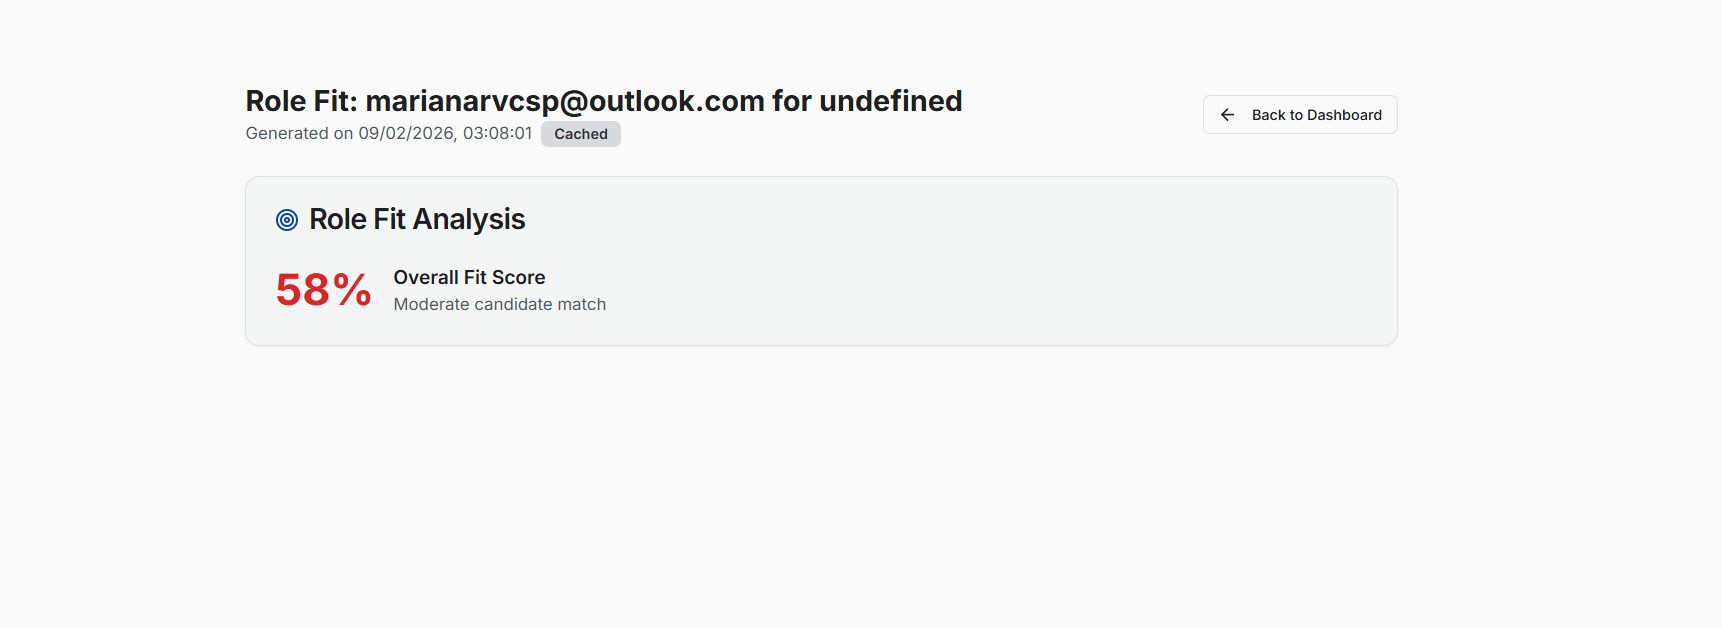 Role Fit: marianarvcsp@outlook.com for undefined
Generated on 09/02/2026, 03:08:01 Cached
Back to Dashboard
Role Fit Analysis
58%
Overall Fit Score
Moderate candidate match